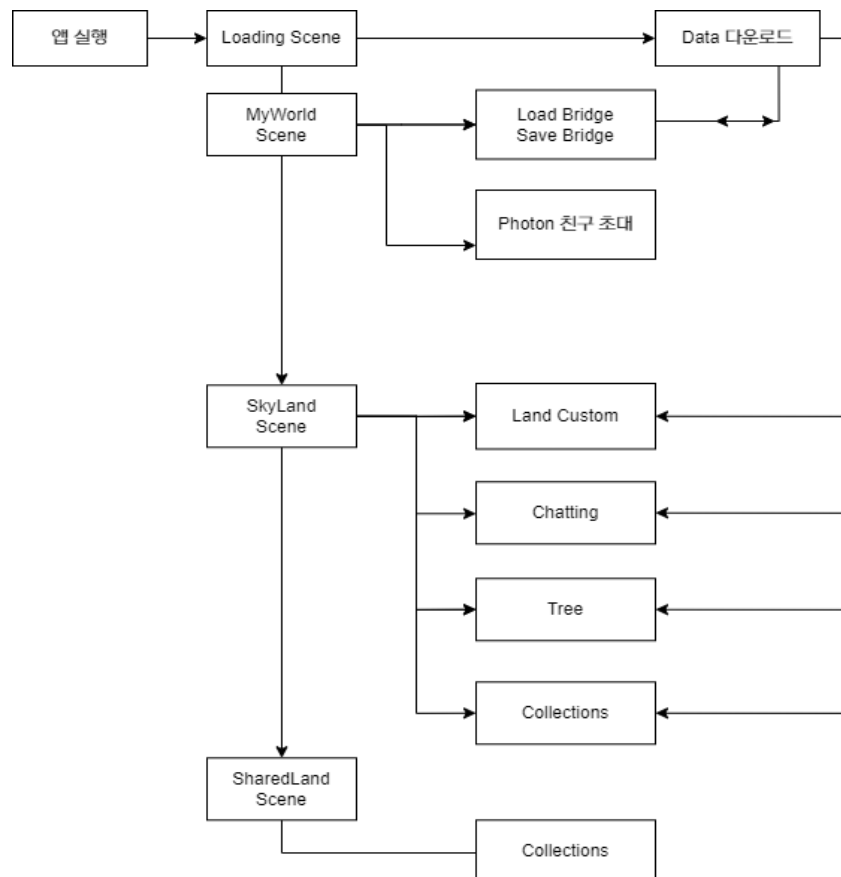 앱 실행
Loading Scene
Data 다운로드
MyWorld
Scene
Load Bridge
Save Bridge
Photon 친구 초대
SkyLand
Scene
Land Custom
Chatting
Tree
Collections
SharedLand
Scene
Collections